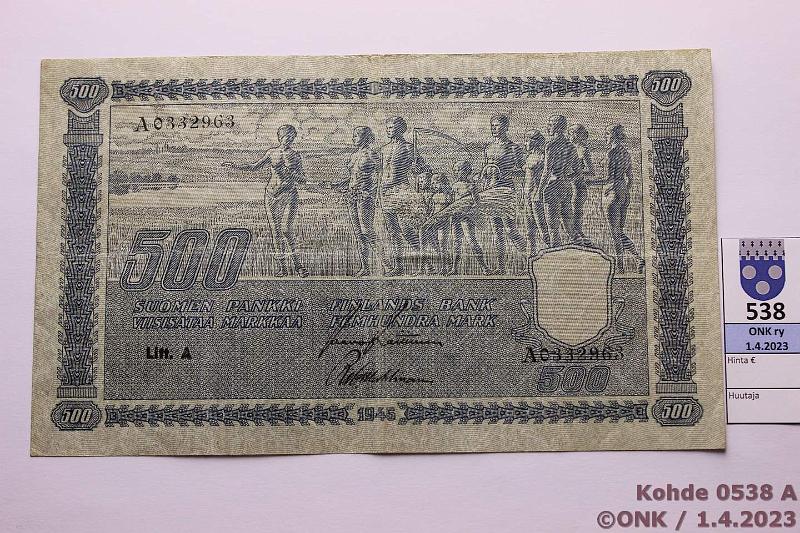 500
500
A0332963
500
SUOMEN PANKKI FINLANDS BANK
VIISISATAA MARKKAA FEMHUNDRA MARK
Litt. A
A0332963
500
500
1945
500
538
ONK ry
1.4.2023
Hinta €
Huutaja
Kohde 0538 A
©ONK / 1.4.2023